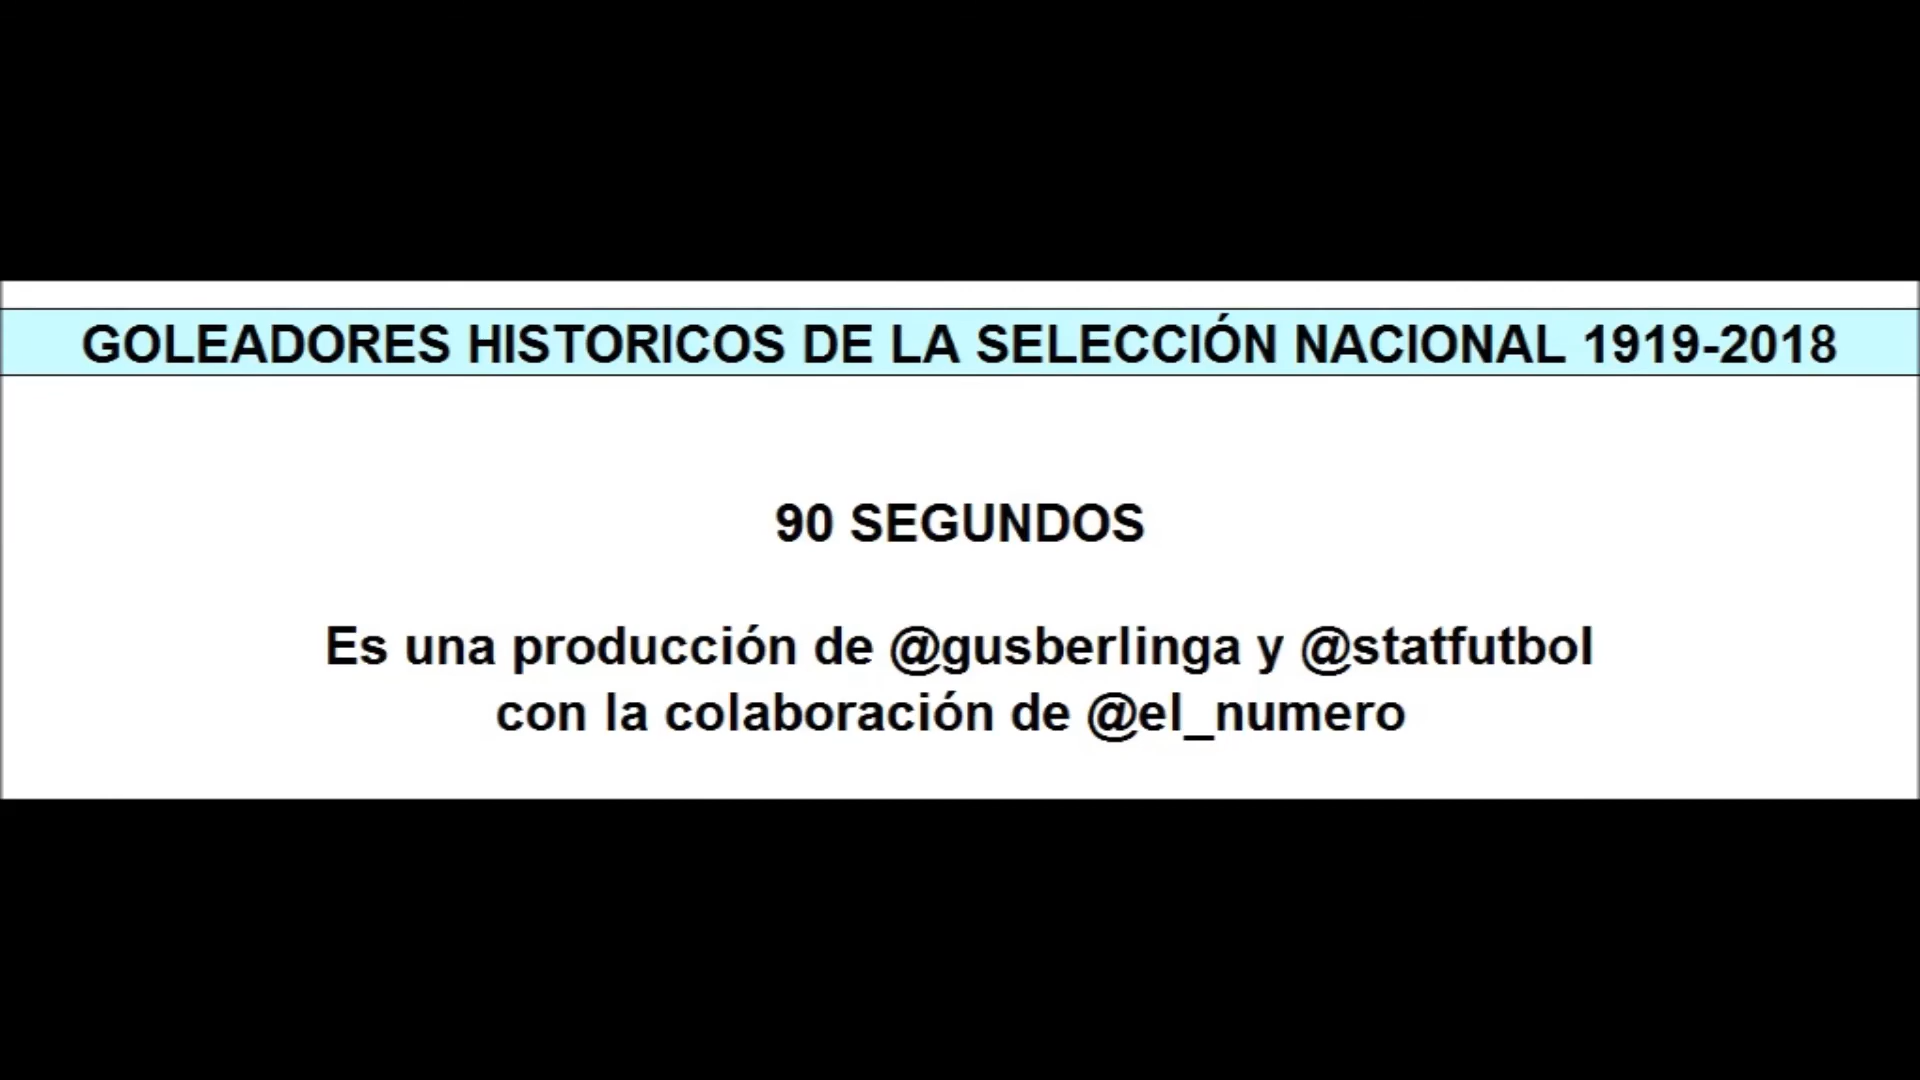 GOLEADORES HISTORICOS DE LA SELECCIÓN NACIONAL 1919-2018
90 SEGUNDOS
Es una producción de @gusberlinga y @statfutbol
con la colaboración de @el_numero